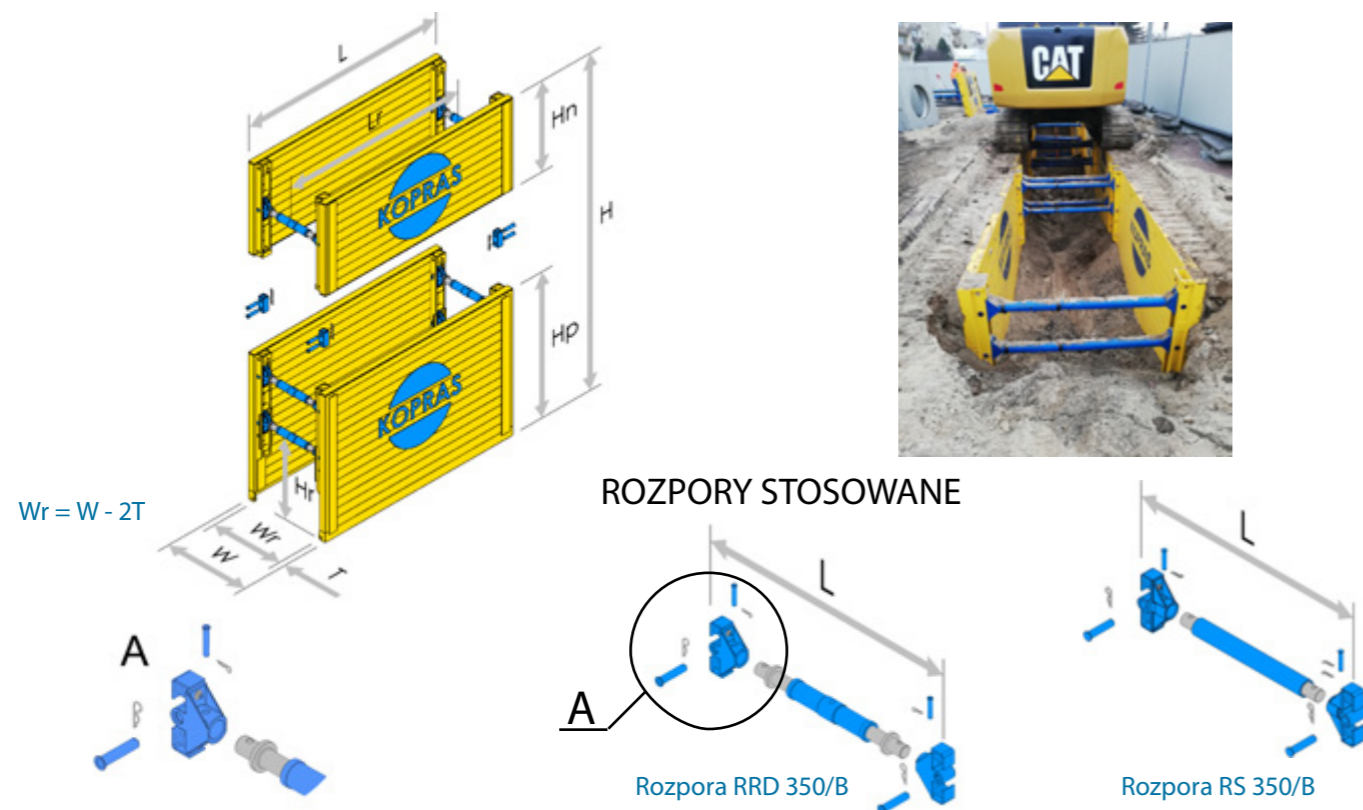 L
Lr
Hn
KOPRAS
H
Hp
KOPRAS
Hr
Wr = W - 2T
Wr
W
T
CAT
ROZPORY STOSOWANE
A
L
A
Rozpora RRD 350/B
L
Rozpora RS 350/B